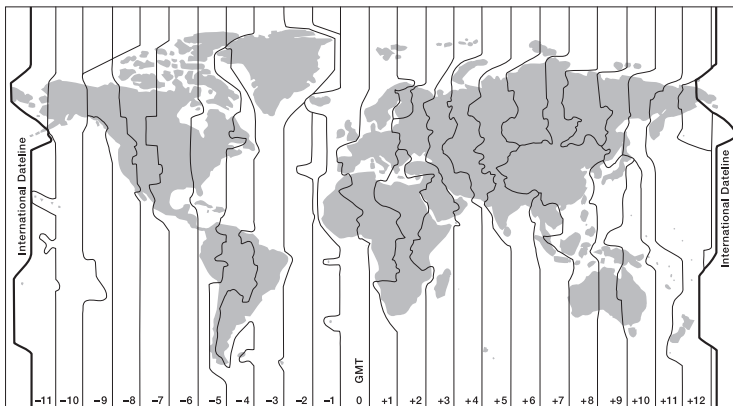 International Dateline
International Dateline
GMT
−11 −10 −9 −8 −7 −6 −5 −4 −3 −2 −1 0 +1 +2 +3 +4 +5 +6 +7 +8 +9 +10 +11 +12